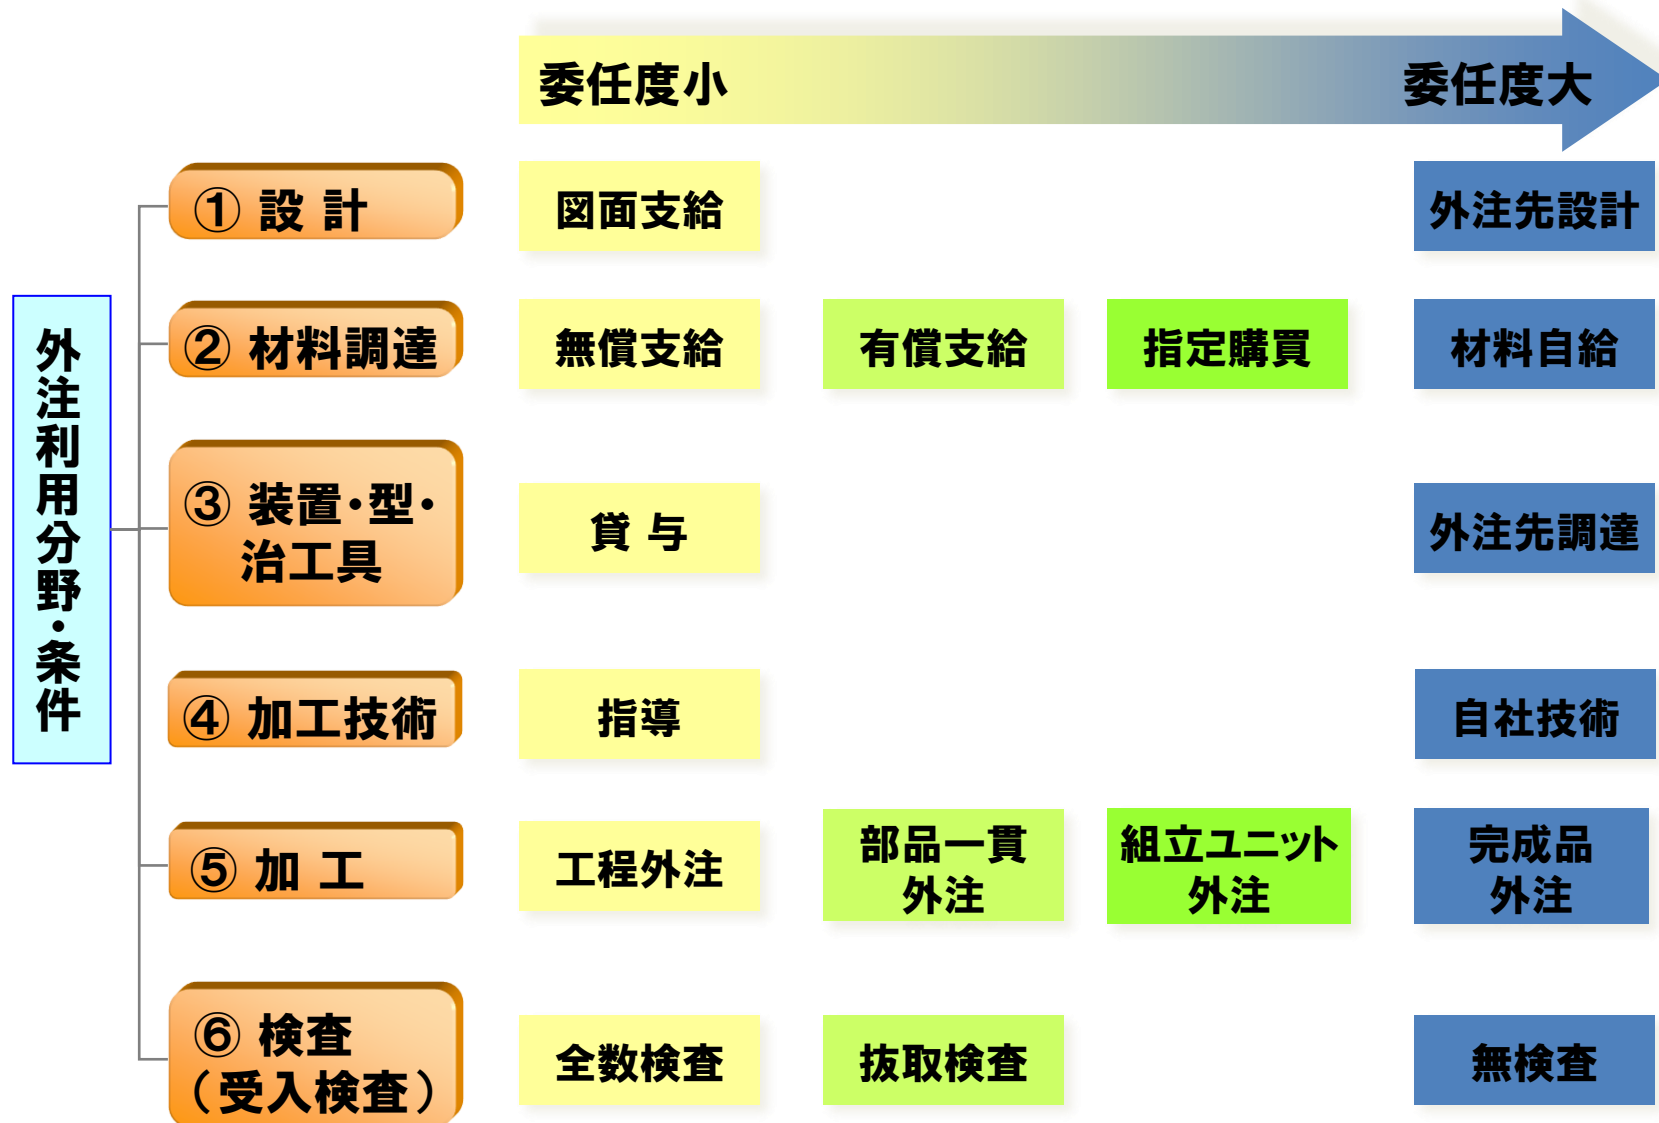 委任度小
委任度大
外注利用分野・条件
① 設 計
図面支給
外注先設計
② 材料調達
無償支給
有償支給
指定購買
材料自給
③ 装置・型・
治工具
貸 与
外注先調達
④ 加工技術
指導
自社技術
⑤ 加 工
工程外注
部品一貫
外注
組立ユニット
外注
完成品
外注
⑥ 検査
（受入検査）
全数検査
抜取検査
無検査